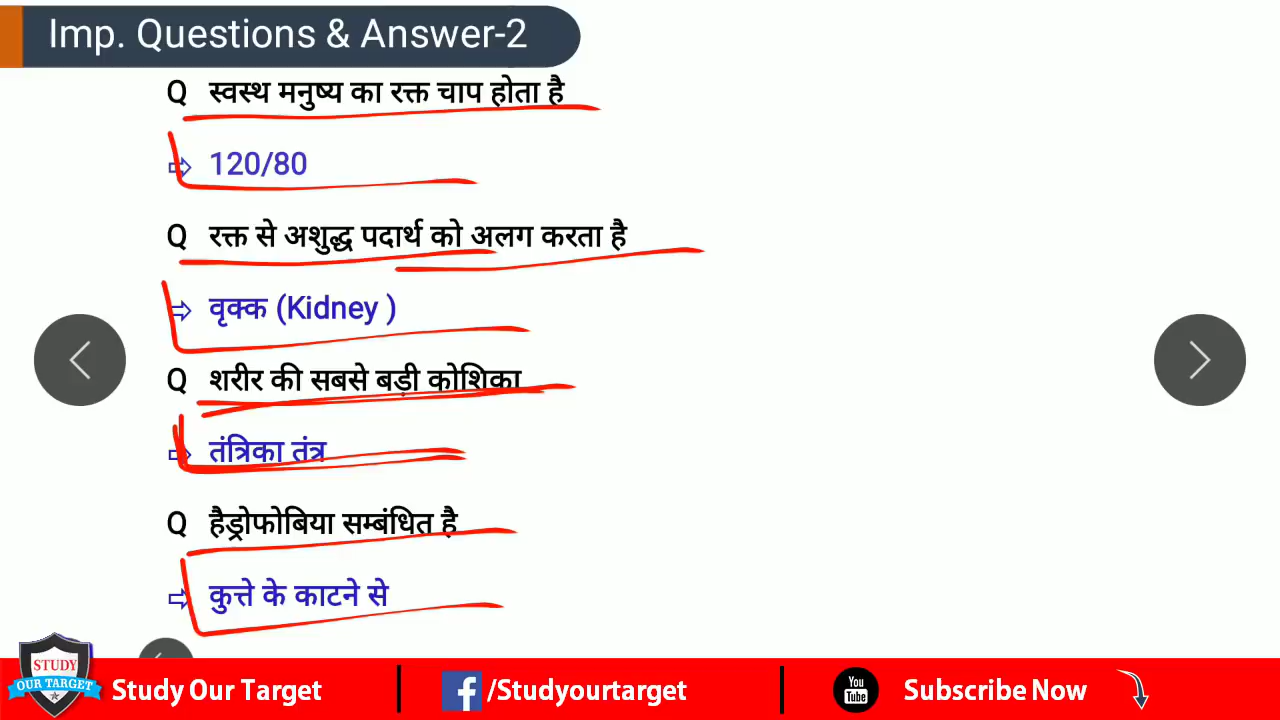 Imp. Questions & Answer-2
Q स्वस्थ मनुष्य का रक्त चाप होता है
⇨ 120/80
Q रक्त से अशुद्ध पदार्थ को अलग करता है
⇨ वृक्क (Kidney )
Q शरीर की सबसे बड़ी कोशिका
⇨ तंत्रिका तंत्र
Q हैड्रोफोबिया सम्बंधित है
⇨ कुत्ते के काटने से
STUDY
OUR TARGET
Study Our Target
f /Studyourtarget
You
Tube
Subscribe Now